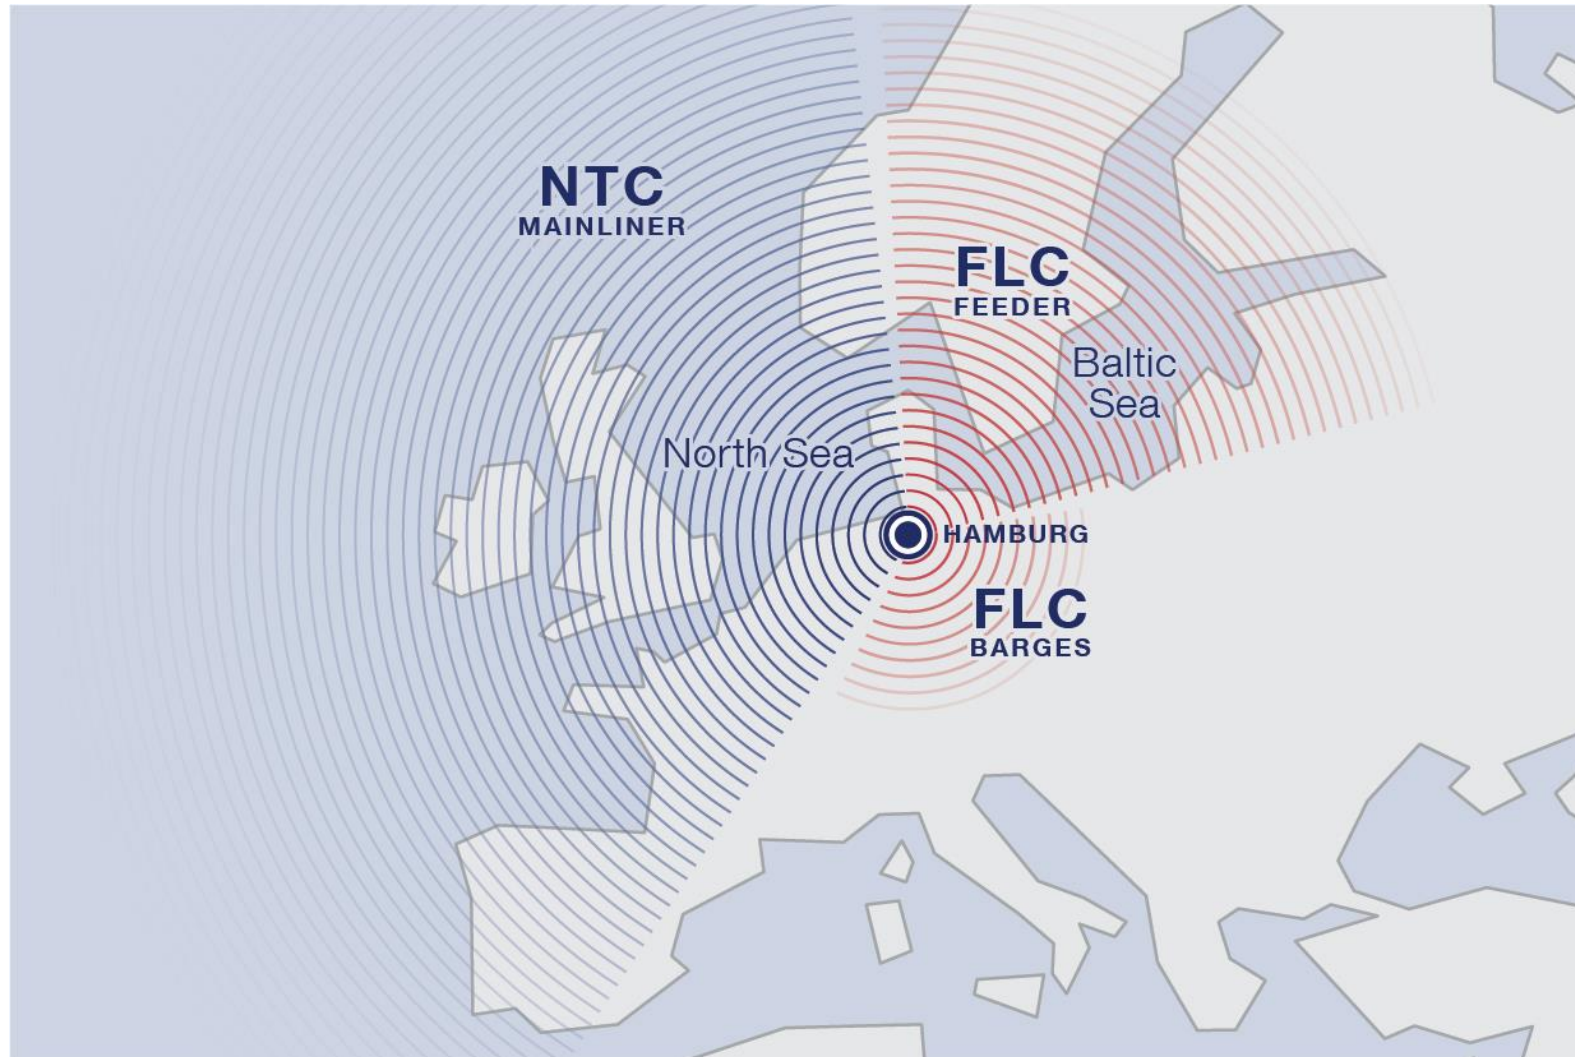 NTC
MAINLINER
FLC
FEEDER
Baltic
Sea
North Sea
HAMBURG
FLC
BARGES